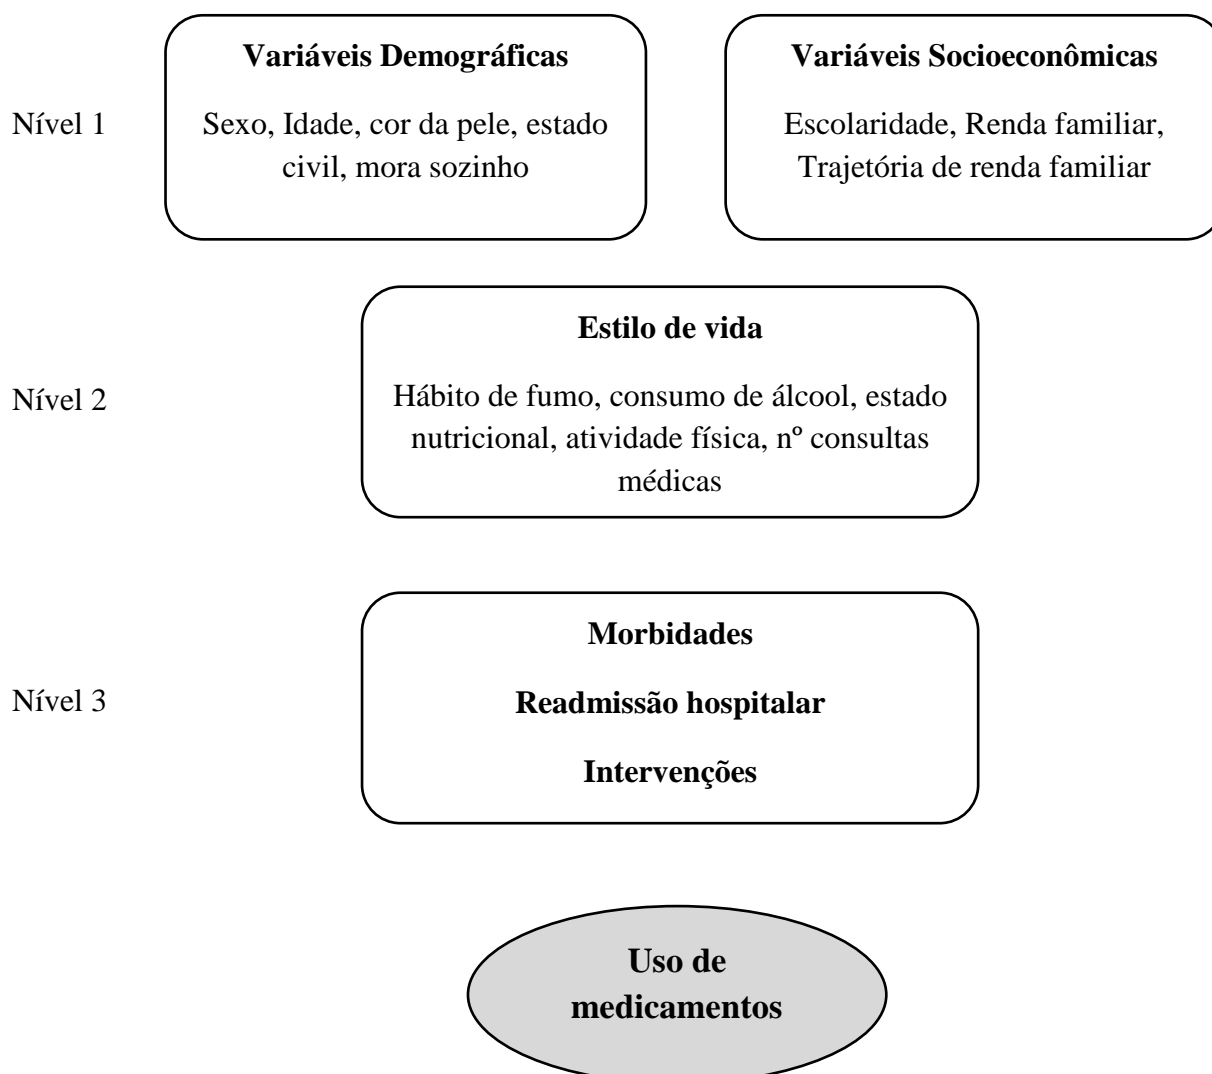 Variáveis Demográficas
Variáveis Socioeconômicas
Nível 1
Sexo, Idade, cor da pele, estado
civil, mora sozinho
Escolaridade, Renda familiar,
Trajetória de renda familiar
Estilo de vida
Nível 2
Hábito de fumo, consumo de álcool, estado
nutricional, atividade física, nº consultas
médicas
Morbidades
Nível 3
Readmissão hospitalar
Intervenções
Uso de
medicamentos